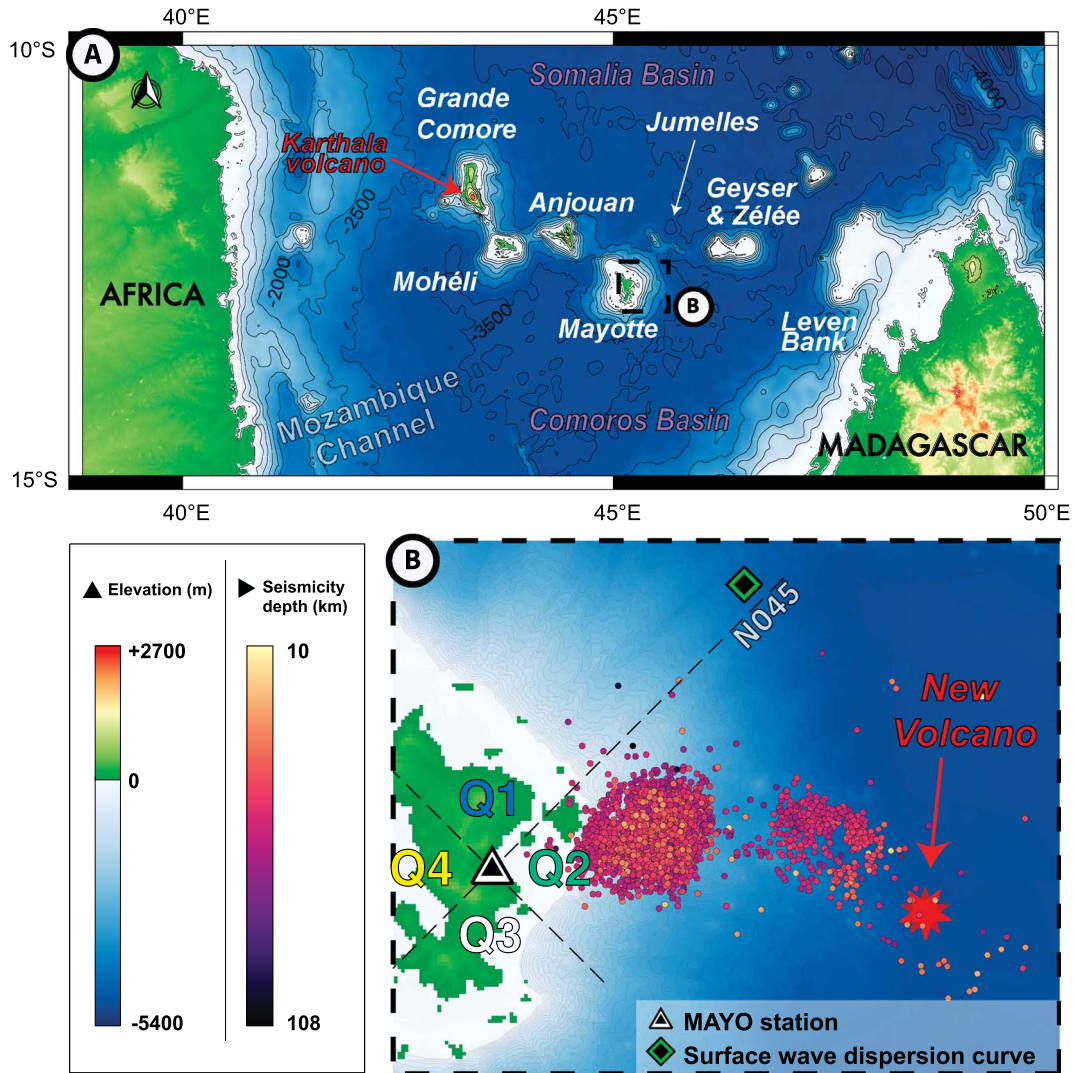 40°E
45°E
10°S
A
Somalia Basin
-4000
Grande
Comore
Jumelles
Karthala
volcano
-2500
Anjouan
Geyser
& Zélée
-2000
Mohéli
AFRICA
B
-3500
Mayotte
Leven
Bank
Mozambique
Channel
Comoros Basin
MADAGASCAR
15°S
40°E
45°E
50°E
B
Elevation (m)
Seismicity
depth (km)
N045
+2700
10
New
Volcano
0
Q1
Q4
Q2
Q3
-5400
108
MAYO station
Surface wave dispersion curve